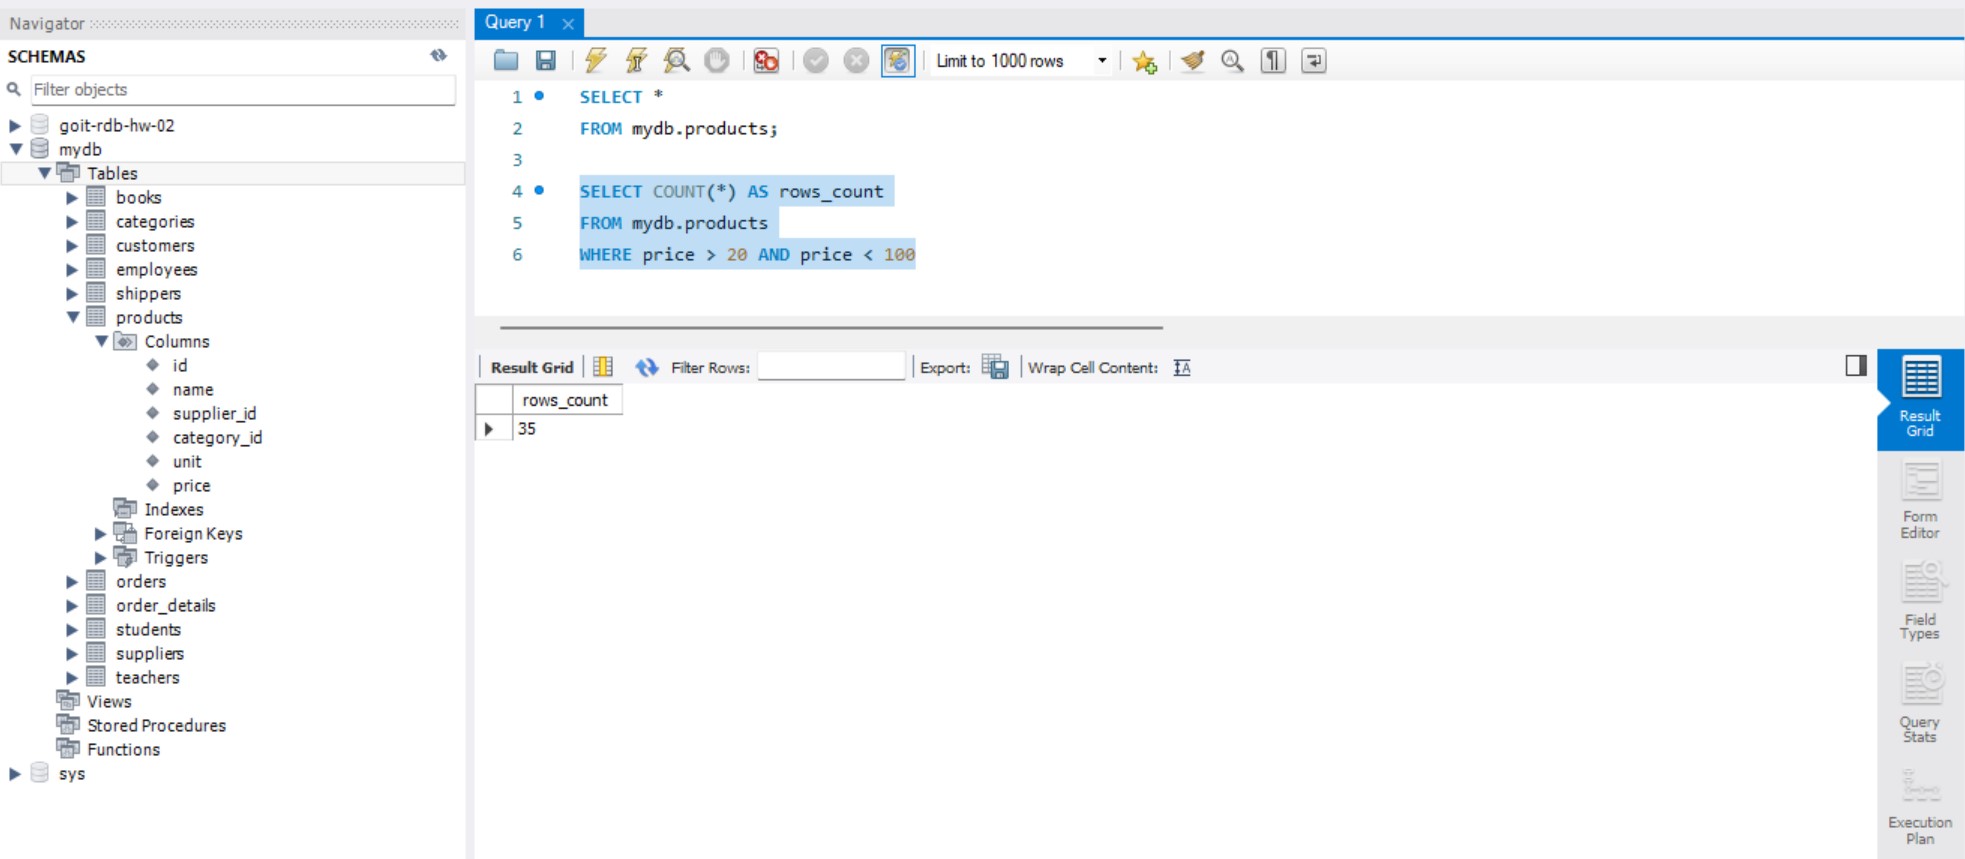 Navigator
SCHEMAS
Filter objects
goit-rdb-hw-02
mydb
Tables
books
categories
customers
employees
shippers
products
Columns
id
name
supplier_id
category_id
unit
price
Indexes
Foreign Keys
Triggers
orders
order_details
students
suppliers
teachers
Views
Stored Procedures
Functions
sys
Query 1
Limit to 1000 rows
1 SELECT *
2 FROM mydb.products;
3
4 SELECT COUNT(*) AS rows_count
5 FROM mydb.products
6 WHERE price > 20 AND price < 100
Result Grid Filter Rows: Export: Wrap Cell Content:
rows_count
35
Result
Grid
Form
Editor
Field
Types
Query
Stats
Execution
Plan